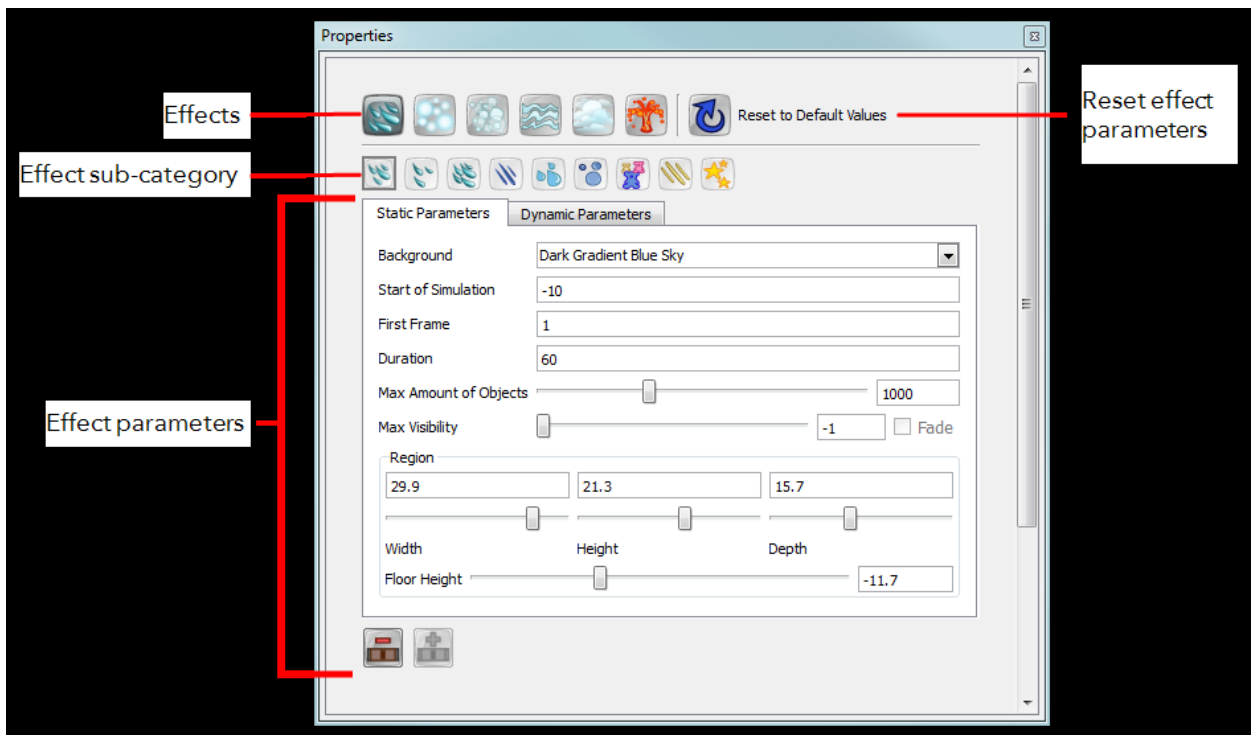 Properties
Effects
Reset to Default Values
Reset effect
parameters
Effect sub-category
Static Parameters
Dynamic Parameters
Background
Dark Gradient Blue Sky
Start of Simulation
-10
First Frame
1
Duration
60
Max Amount of Objects
1000
Effect parameters
Max Visibility
-1
Fade
Region
29.9
21.3
15.7
Width
Height
Depth
Floor Height
-11.7